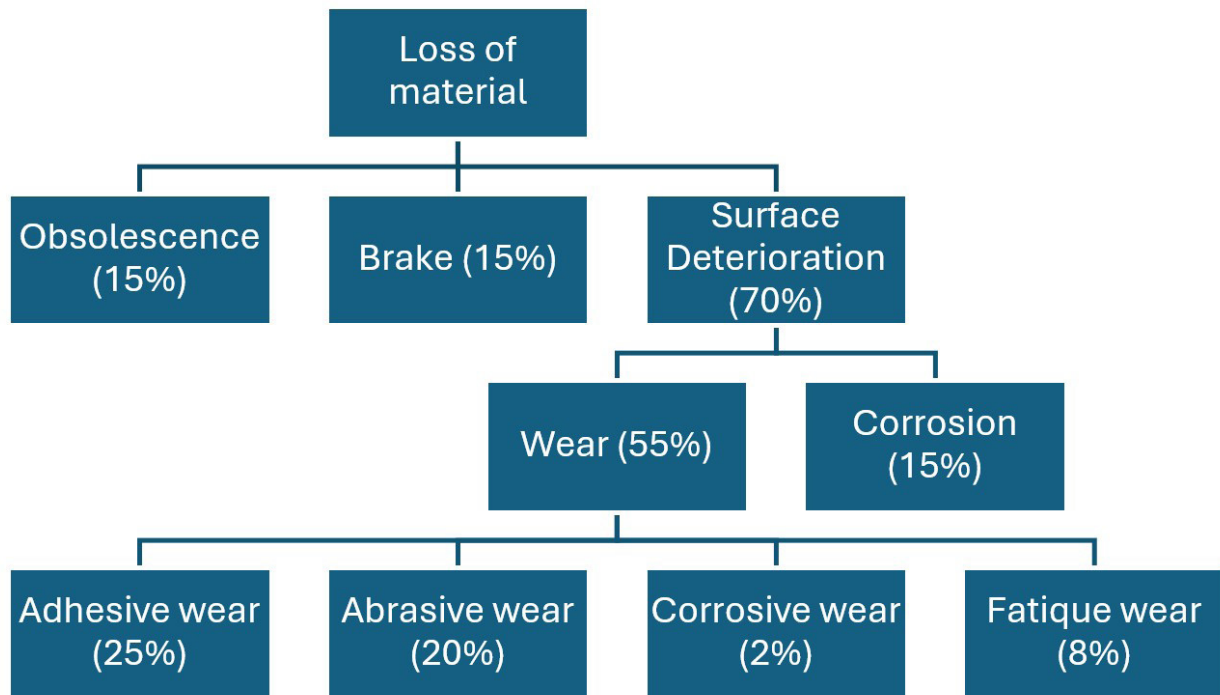 Loss of
material
Obsolescence
(15%)
Brake (15%)
Surface
Deterioration
(70%)
Wear (55%)
Corrosion
(15%)
Adhesive wear
(25%)
Abrasive wear
(20%)
Corrosive wear
(2%)
Fatique wear
(8%)